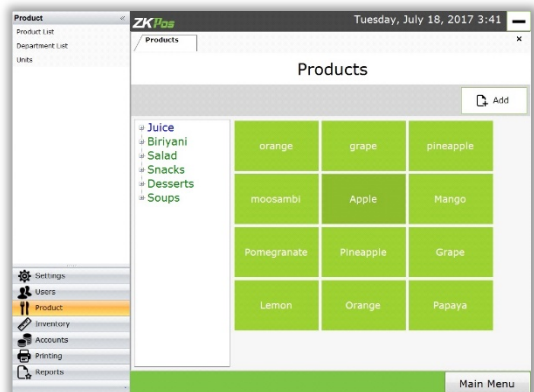 Product «
Product List
Department List
Units
Settings
Users
Product
Inventory
Accounts
Printing
Reports
ZKPos
Tuesday, July 18, 2017 3:41
Products ×
Products
Add
Juice
Biriyani
Salad
Snacks
Desserts
Soups
orange grape pineapple
moosambi Apple Mango
Pomegranate Pineapple Grape
Lemon Orange Papaya
Main Menu